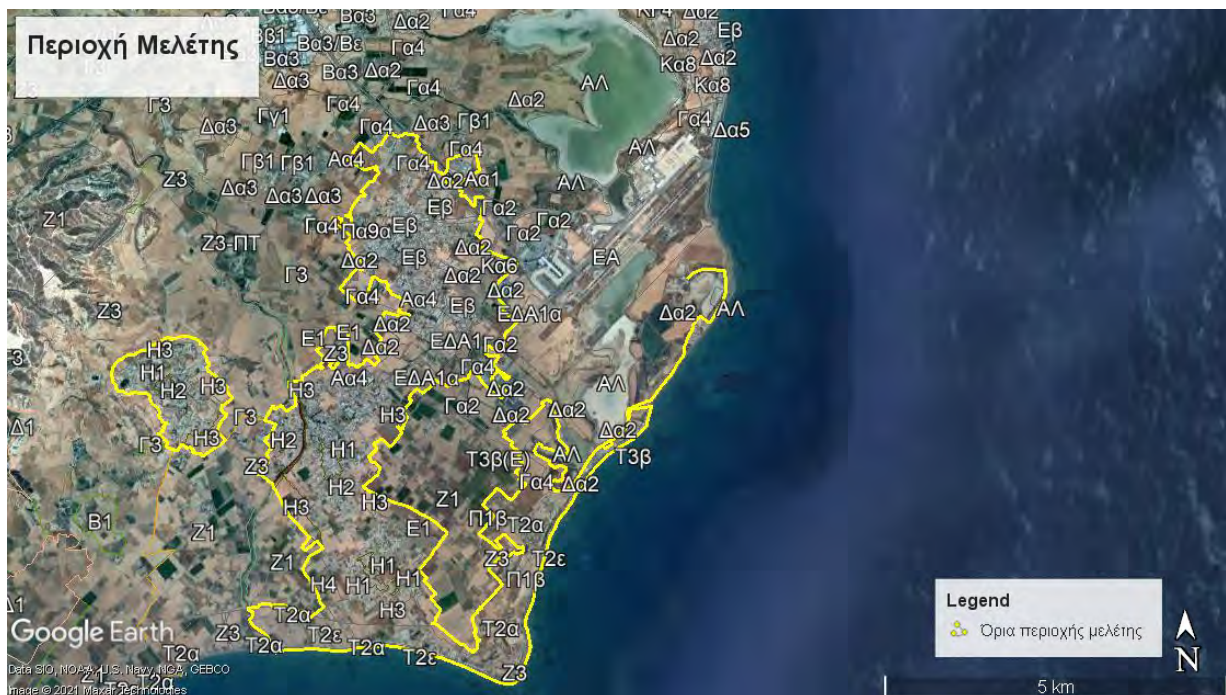 Περιοχή Μελέτης
Βα3/Βε
Βα3
Δα2
Γα4
Δα2
Εβ
Βα3/Βε
Γα4
Δα2
Δα2
Βα3
Βα3
Δα2
Κα8
Δα3
Γα4
ΑΛ
Κα8
Γ3
Γα4
Δα2
Δα3
Γγ1
Γα4
Δα3
Γβ1
Γα4
Δα5
Γβ1
Γβ1
Αα4
Γα4
Γα4
ΑΛ
Ζ3
Δα2
Αα1
ΑΛ
Δα3
Δα3
Δα3
Ζ1
Εβ
Γα2
Γα4
Πα9α
Εβ
Γα2
Γα2
Ζ3-ΠΤ
Δα2
Εβ
Δα2
Κα6
ΕΑ
Γ3
Δα2
Γα4
Αα4
Εβ
Δα2
Ζ3
Δα2
ΑΛ
ΕΔΑ1α
Ε1
Ε1
Δα2
Η3
Ζ3
Δα2
ΕΔΑ1
Γα2
Η1
Αα4
ΕΔΑ1α
Γα4
Η2
Η3
Η3
Δα2
ΑΛ
Γ3
Η3
Γα2
Δα2
Δα2
Δ1
Γ3
Η3
Η2
Η1
Δα2
Ζ3
Τ3β(Ε)
ΑΛ
Τ3β
Η2
Γα4
Δα2
Β1
Ζ1
Η3
Η3
Ζ1
Π1β
Τ2α
Ε1
Ζ1
Η1
Ζ3
Τ2ε
Η4
Η1
Η1
Π1β
Τ2α
Η3
Google Earth
Ζ3
Τ2α
Τ2ε
Τ2α
Τ2α
Τ2ε
Ζ3
Data SIO, NOAA, U.S. Navy, NGA, GEBCO
Image © 2021 Maxar Technologies
Legend
Όρια περιοχής μελέτης
N
5 km